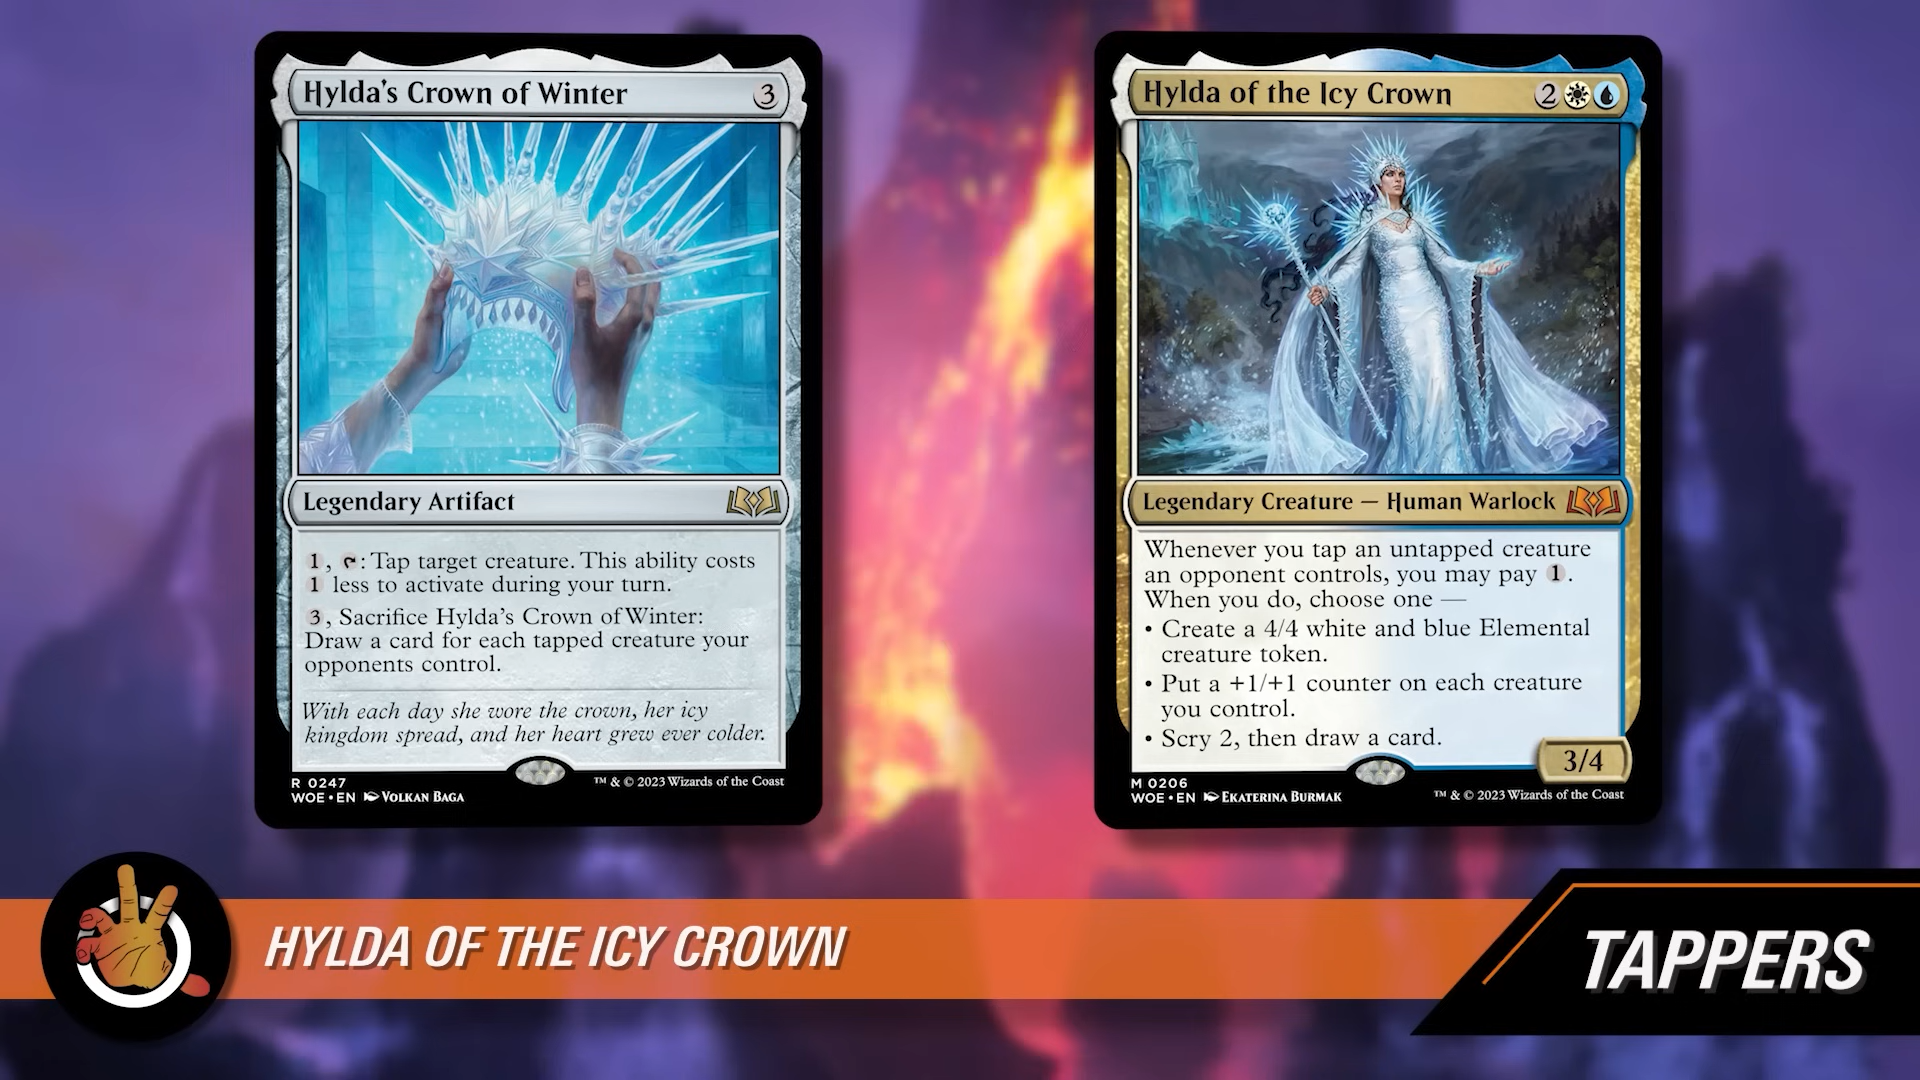 Hylda's Crown of Winter 3
Legendary Artifact
1, : Tap target creature. This ability costs
1 less to activate during your turn.
3, Sacrifice Hylda's Crown of Winter:
Draw a card for each tapped creature your
opponents control.
With each day she wore the crown, her icy
kingdom spread, and her heart grew ever colder.
R 0247
WOE • EN VOLKAN BAGA
™ & © 2023 Wizards of the Coast
Hylda of the Icy Crown 2
Legendary Creature — Human Warlock
Whenever you tap an untapped creature
an opponent controls, you may pay 1.
When you do, choose one —
• Create a 4/4 white and blue Elemental
creature token.
• Put a +1/+1 counter on each creature
you control.
• Scry 2, then draw a card.
3/4
M 0206
WOE • EN EKATERINA BURMAK
™ & © 2023 Wizards of the Coast
HYLDA OF THE ICY CROWN
TAPPERS